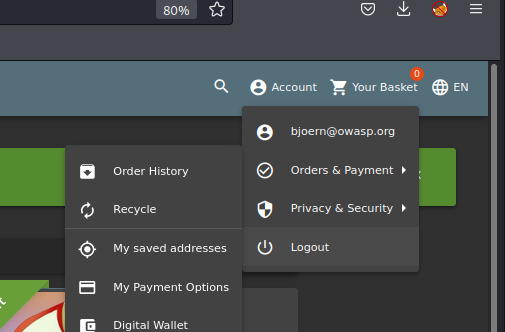 80%
Account
0
Your Basket
EN
bjoern@owasp.org
Orders & Payment
Privacy & Security
Logout
Order History
Recycle
My saved addresses
My Payment Options
Digital Wallet